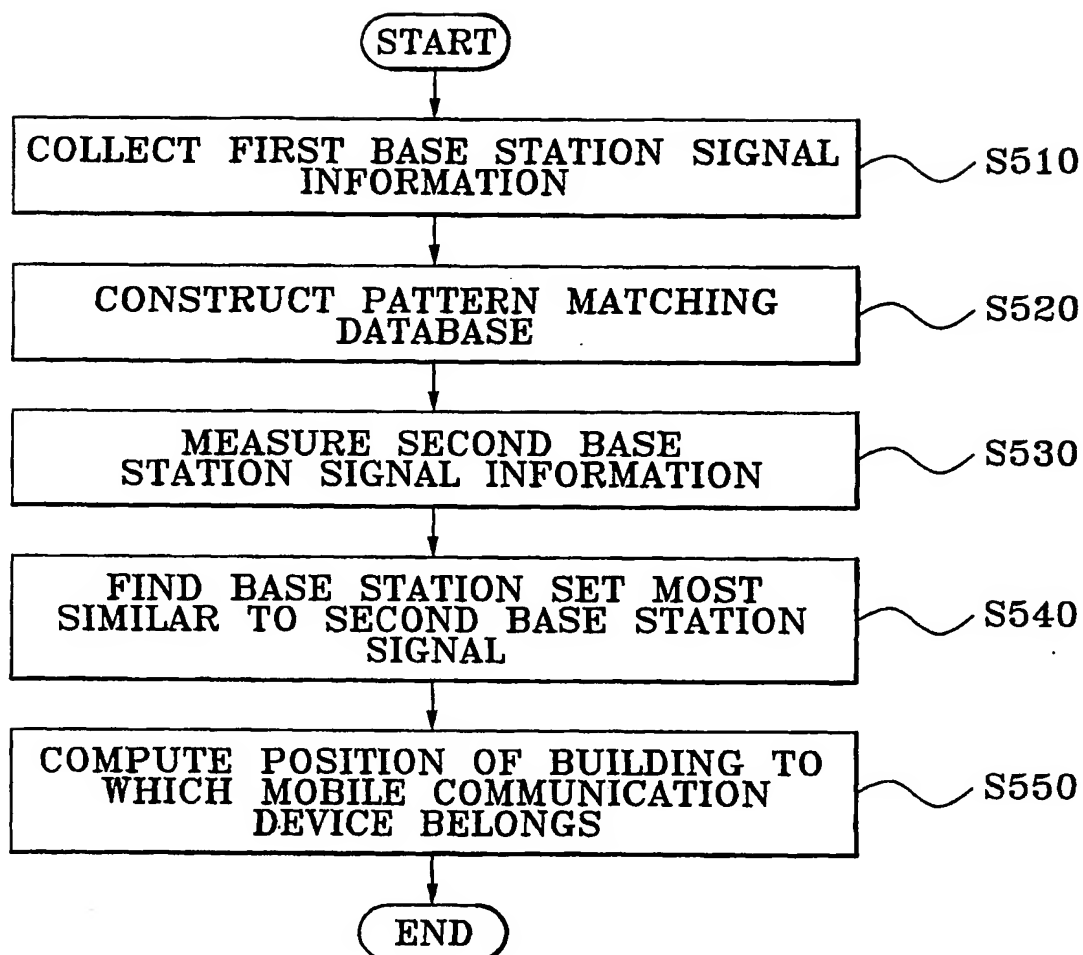 START
COLLECT FIRST BASE STATION SIGNAL
INFORMATION
S510
CONSTRUCT PATTERN MATCHING
DATABASE
S520
MEASURE SECOND BASE
STATION SIGNAL INFORMATION
S530
FIND BASE STATION SET MOST
SIMILAR TO SECOND BASE STATION
SIGNAL
S540
COMPUTE POSITION OF BUILDING TO
WHICH MOBILE COMMUNICATION
DEVICE BELONGS
S550
END